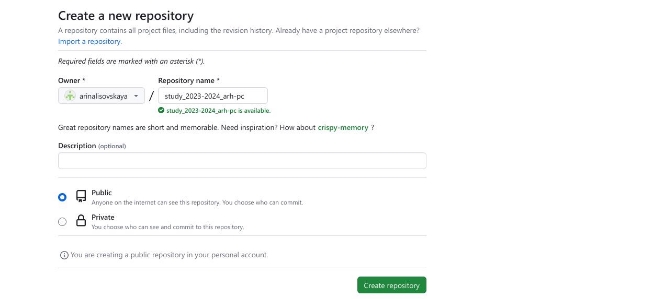 Create a new repository
A repository contains all project files, including the revision history. Already have a project repository elsewhere?
Import a repository.
Required fields are marked with an asterisk (*).
Owner * Repository name *
arinalisovskaya / study_2023-2024_arh-pc
study_2023-2024_arh-pc is available.
Great repository names are short and memorable. Need inspiration? How about crispy-memory ?
Description (optional)
Public
Anyone on the internet can see this repository. You choose who can commit.
Private
You choose who can see and commit to this repository.
You are creating a public repository in your personal account.
Create repository